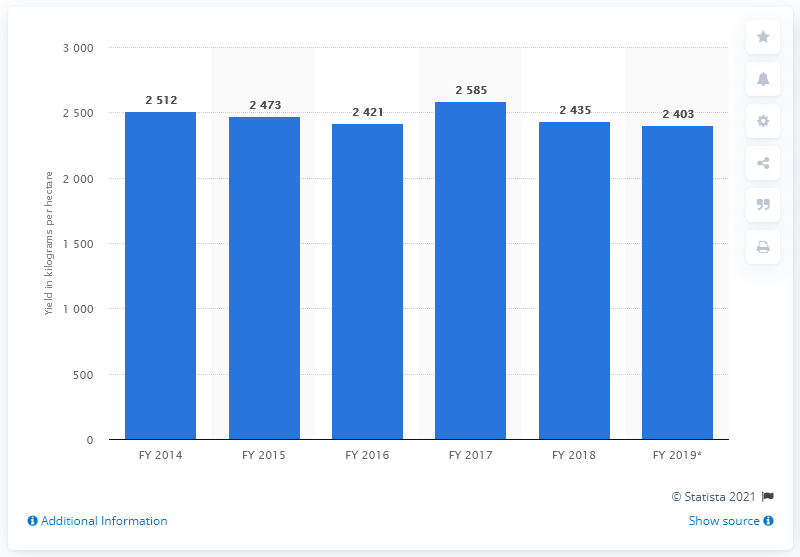 3 000
2 500
2 000
1 500
1 000
500
0
Yield in kilograms per hectare
2 512
2 473
2 421
2 585
2 435
2 403
FY 2014
FY 2015
FY 2016
FY 2017
FY 2018
FY 2019*
© Statista 2021
Additional Information
Show source